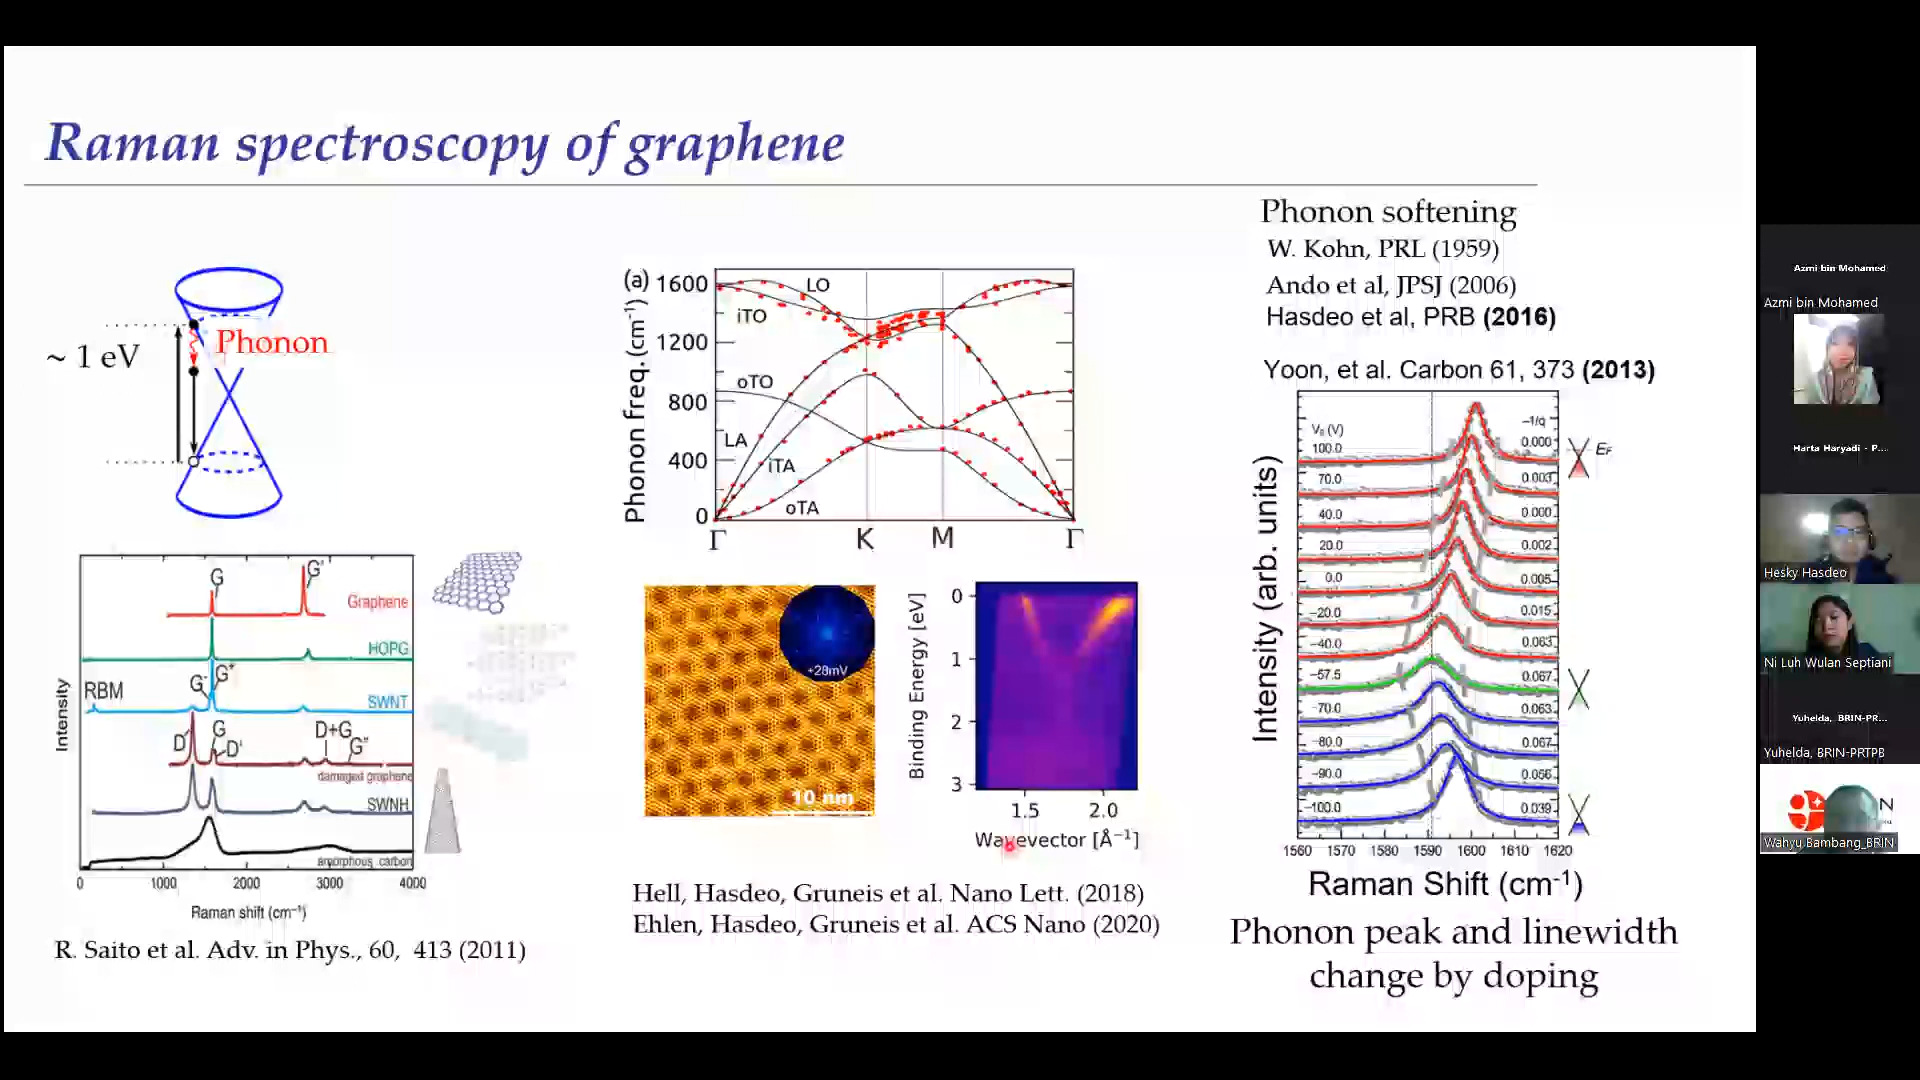 Raman spectroscopy of graphene
~ 1 eV
Phonon
G
G'
Graphene
HOPG
G⁻
G⁺
RBM
SWNT
D
G
D'
D+G
G"
damaged graphene
SWNH
amorphous carbon
Intensity
0 1000 2000 3000 4000
Raman shift (cm⁻¹)
R. Saito et al. Adv. in Phys., 60, 413 (2011)
(a)
Phonon freq. (cm⁻¹)
1600
1200
800
400
0
LO
iTO
oTO
LA
iTA
oTA
Γ K M Γ
+28mV
10 nm
Binding Energy [eV]
0
1
2
3
1.5 2.0
Wavevector [Å⁻¹]
Hell, Hasdeo, Gruneis et al. Nano Lett. (2018)
Ehlen, Hasdeo, Gruneis et al. ACS Nano (2020)
Phonon softening
W. Kohn, PRL (1959)
Ando et al, JPSJ (2006)
Hasdeo et al, PRB (2016)
Yoon, et al. Carbon 61, 373 (2013)
Intensity (arb. units)
−1/q
100.0 0.000
E_F
70.0 0.003
40.0 0.000
20.0 0.002
0.0 0.005
−20.0 0.015
−40.0 0.063
−57.5 0.067
−70.0 0.063
−80.0 0.067
−90.0 0.056
−100.0 0.039
1560 1570 1580 1590 1600 1610 1620
Raman Shift (cm⁻¹)
Phonon peak and linewidth
change by doping
Azmi bin Mohamed
Azmi bin Mohamed
Harta Haryadi - P...
Hesky Hasdeo
Ni Luh Wulan Septiani
Yuhelda, BRIN-PR...
Yuhelda, BRIN-PRTPB
N
Wahyu Bambang_BRIN